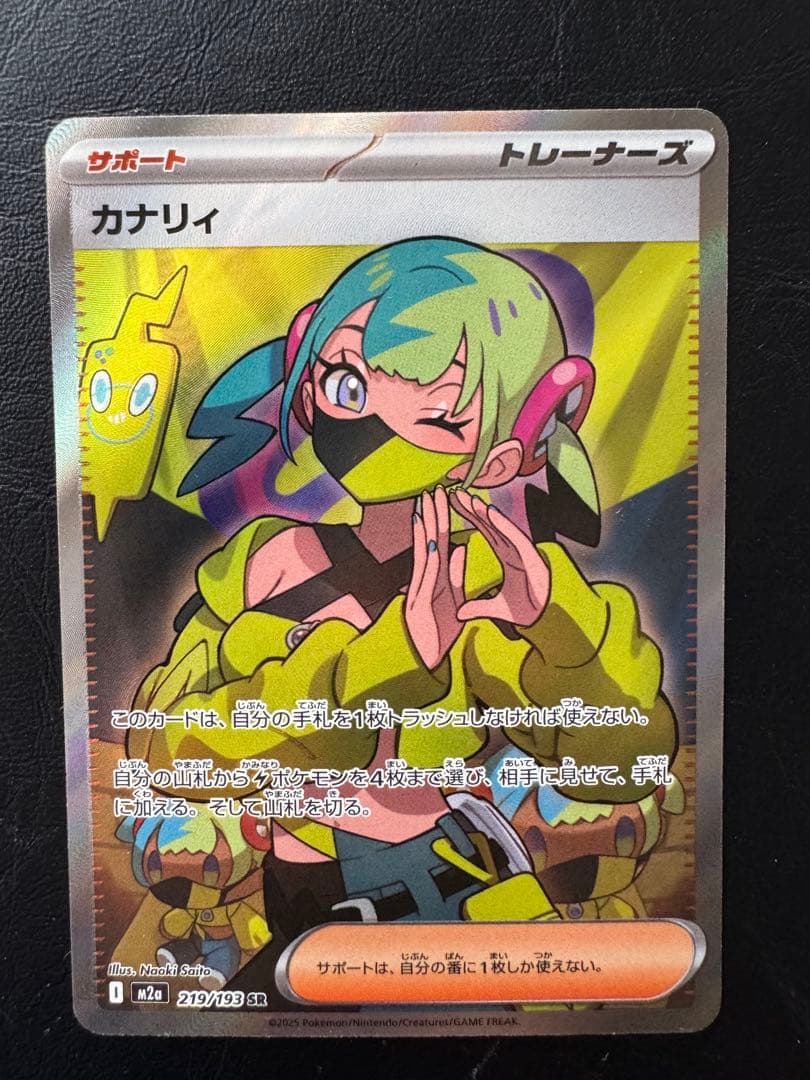 サポート
トレーナーズ
カナリィ
このカードは、自分の手札を1枚トラッシュしなければ使えない。
自分の山札からポケモンを4枚まで選び、相手に見せて、手札
に加える。そして山札を切る。
Illus. Naoki Saito
サポートは、自分の番に1枚しか使えない。
I m2a 219/193 SR
©2025 Pokémon/Nintendo/Creatures/GAME FREAK.